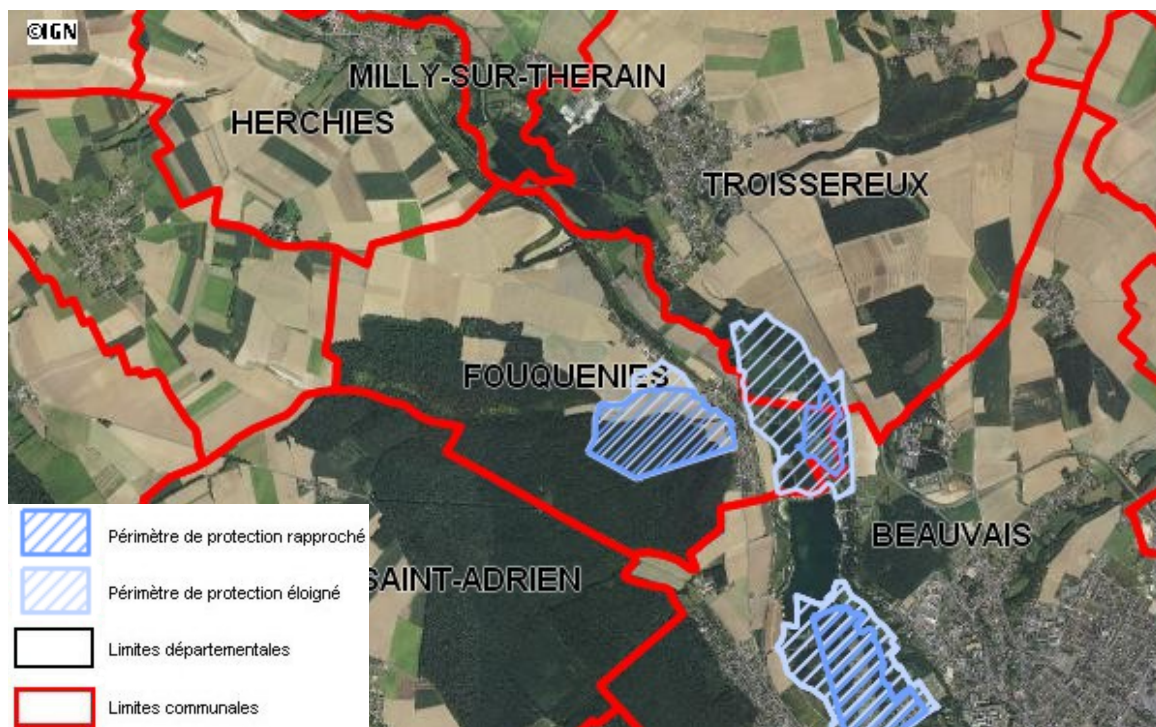 ©IGN
MILLY-SUR-THERAIN
HERCHIES
TROISSEREUX
FOUQUENIES
BEAUVAIS
SAINT-ADRIEN
Périmètre de protection rapproché
Périmètre de protection éloigné
Limites départementales
Limites communales